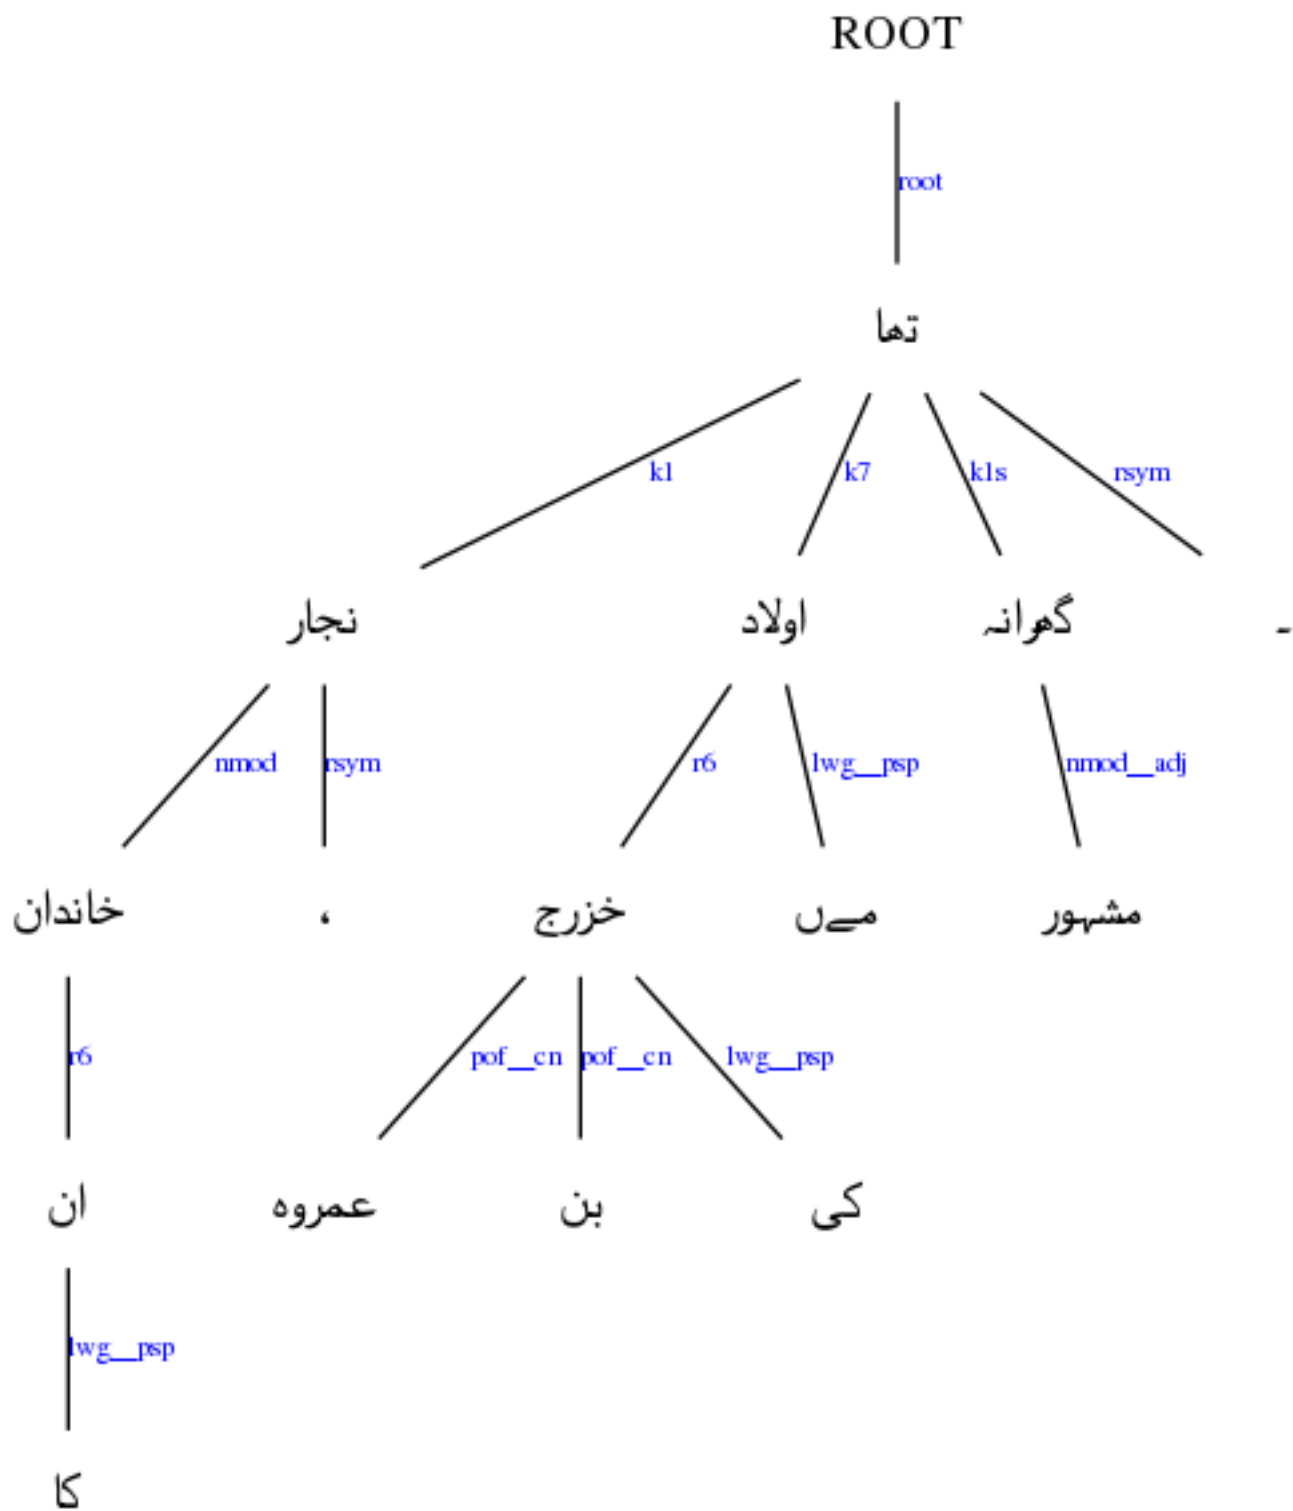 ROOT
root
تھا
k1 k7 k1s rsym
نجار اولاد گھرانہ ۔
nmod rsym r6 lwg__psp nmod__adj
خاندان ، خزرج مےں مشہور
r6 pof__cn pof__cn lwg__psp
ان عمروہ بن کی
lwg__psp
کا